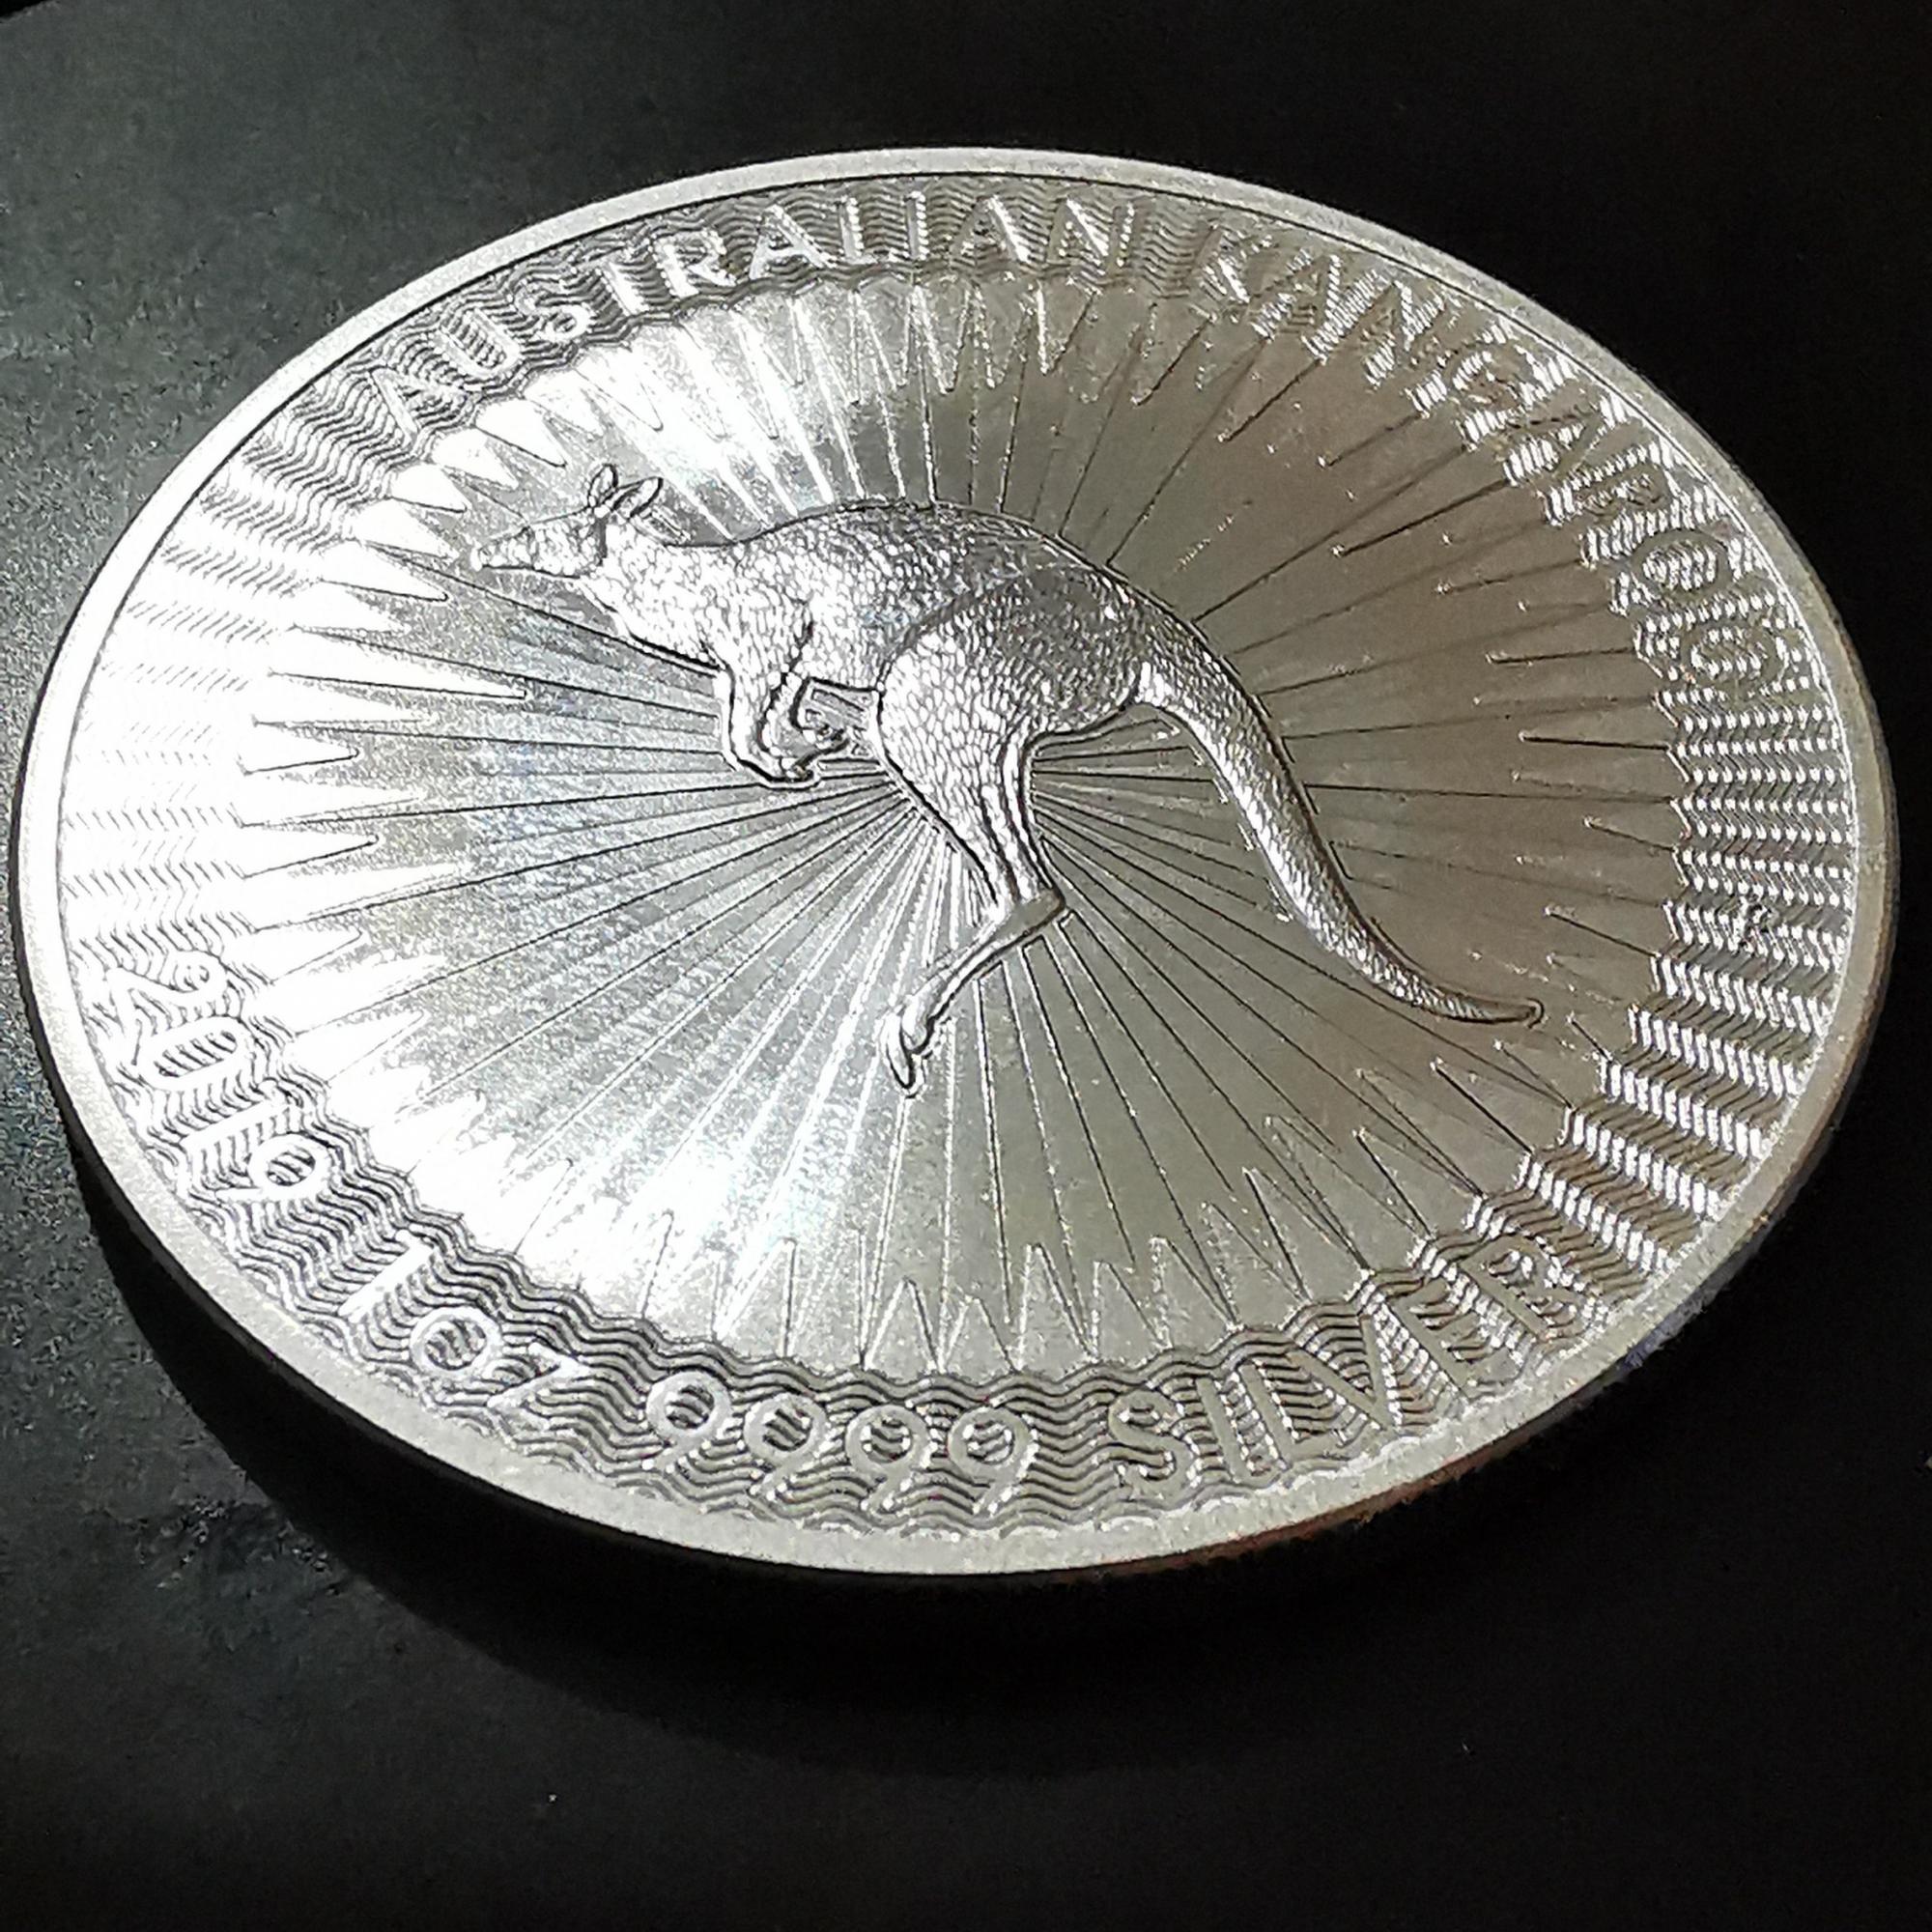 AUSTRALIAN KANGAROO
2019 1oz 9999 SILVER